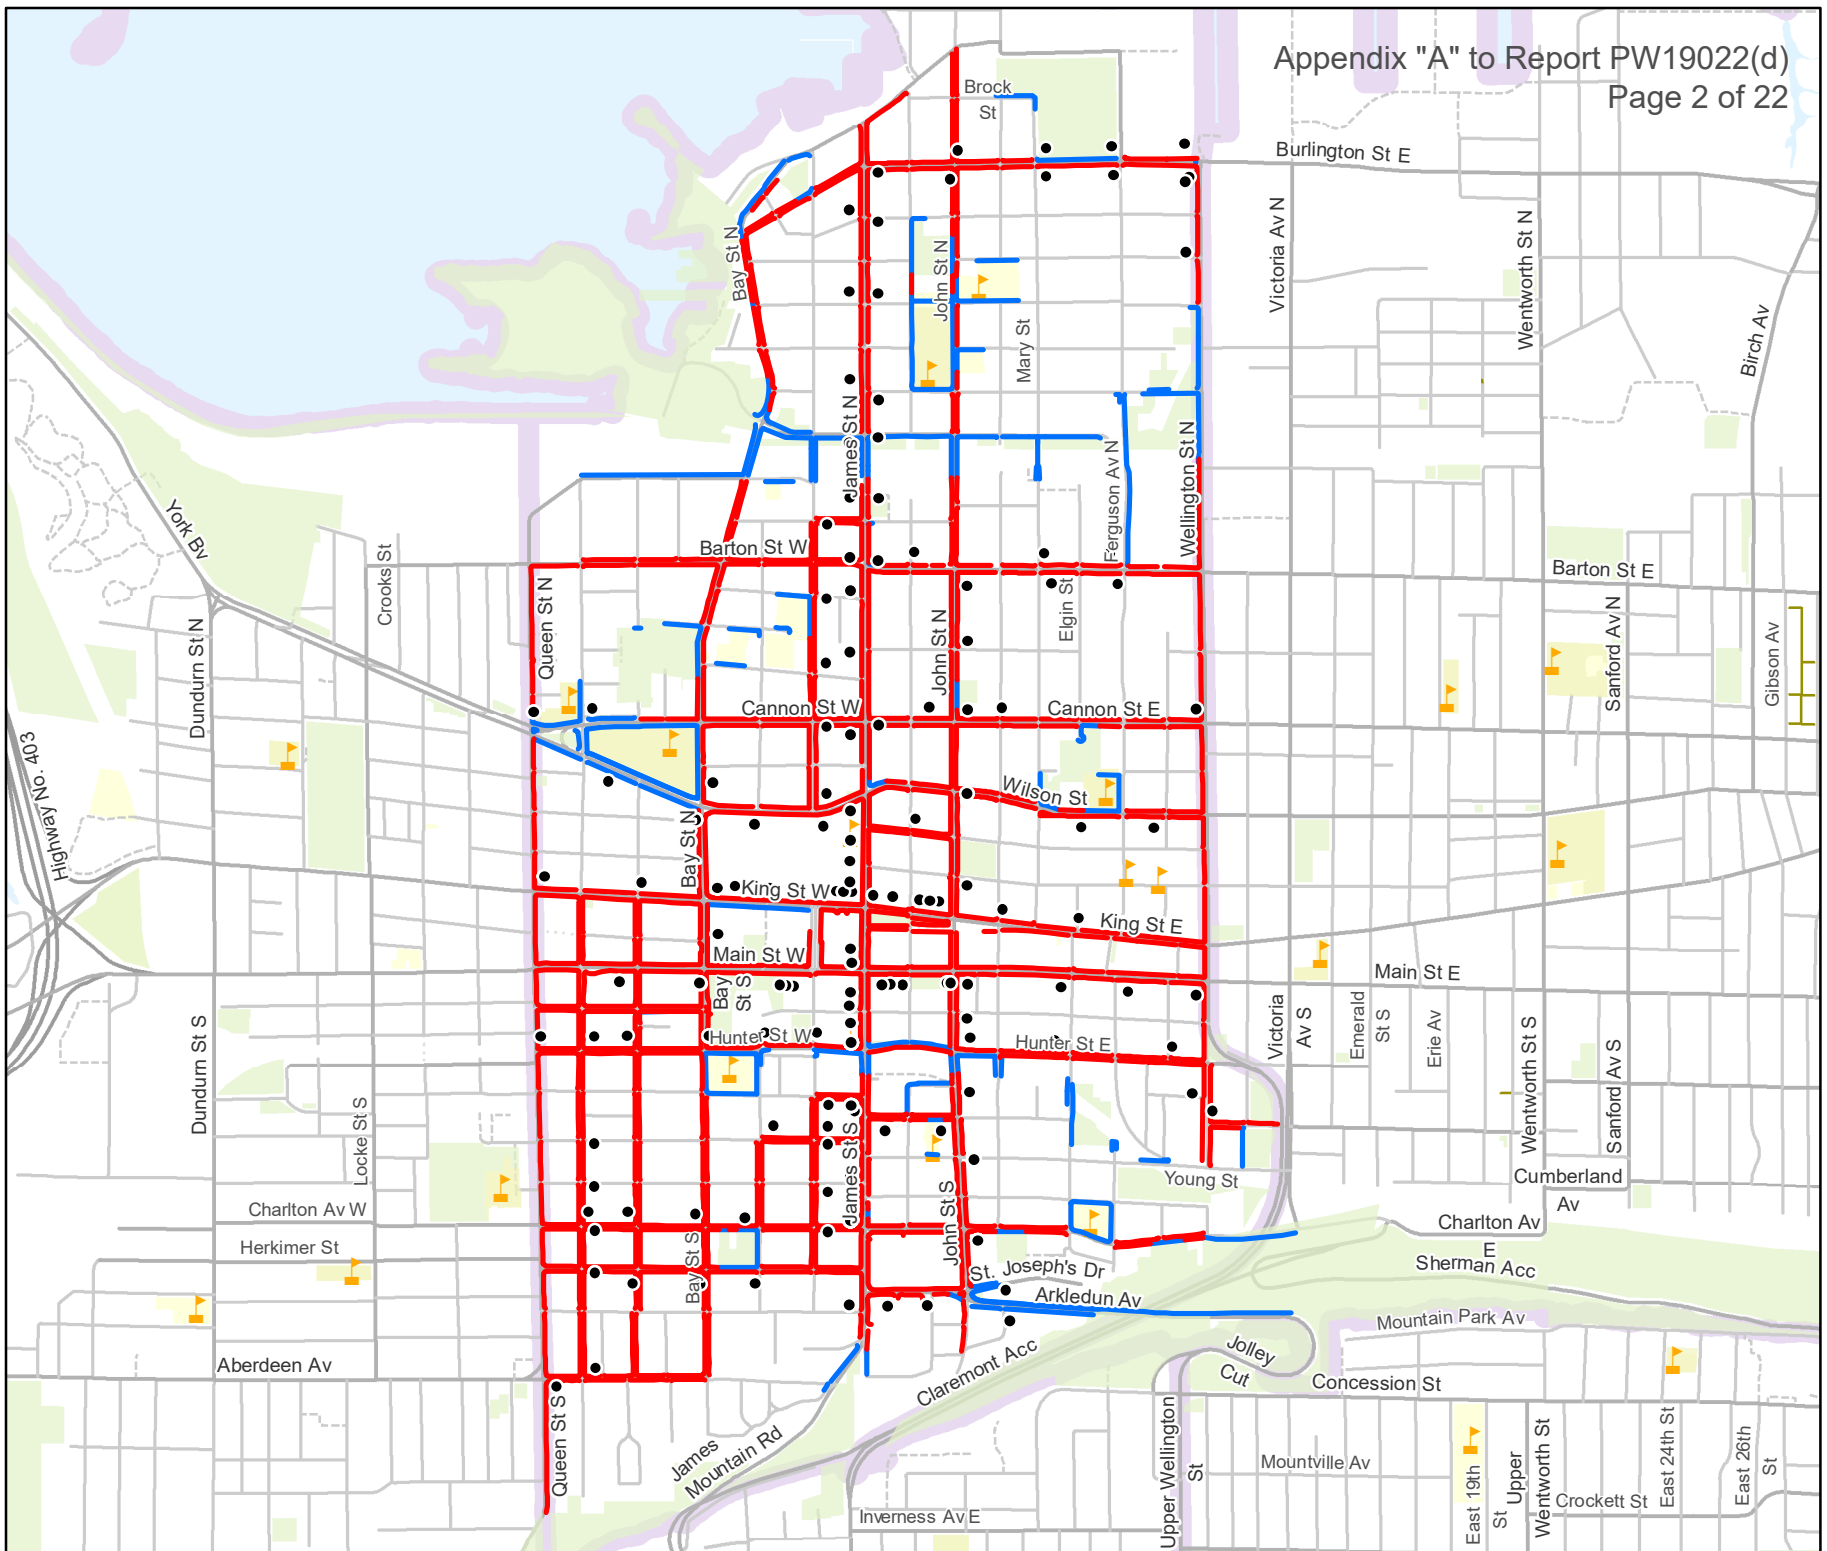 Appendix "A" to Report PW19022(d)
Page 2 of 22
Brock
St
Burlington St E
Bay St N
John St N
Mary St
Victoria Av N
Wentworth St N
Birch Av
James St N
Ferguson Av N
Wellington St N
York Bv
Crooks St
Barton St W
Barton St E
Queen St N
Dundurn St N
John St N
Elgin St
Sanford Av N
Gibson Av
Cannon St W
Cannon St E
Highway No. 403
Wilson St
Bay St N
King St W
King St E
Main St W
Main St E
Bay
St S
Hunter St W
Hunter St E
Victoria
Av S
Emerald
St S
Erie Av
Wentworth St S
Sanford Av S
Dundurn St S
Locke St S
James St S
John St S
Young St
Cumberland
Av
Charlton Av W
Charlton Av
E
Herkimer St
Bay St S
St. Joseph's Dr
Sherman Acc
Arkledun Av
Mountain Park Av
Aberdeen Av
Claremont Acc
Jolley
Cut
Concession St
Queen St S
James
Mountain Rd
Upper Wellington
St
Mountville Av
East 19th
St
Upper
Wentworth St
East 24th St
East 26th
St
Crockett St
Inverness Av E